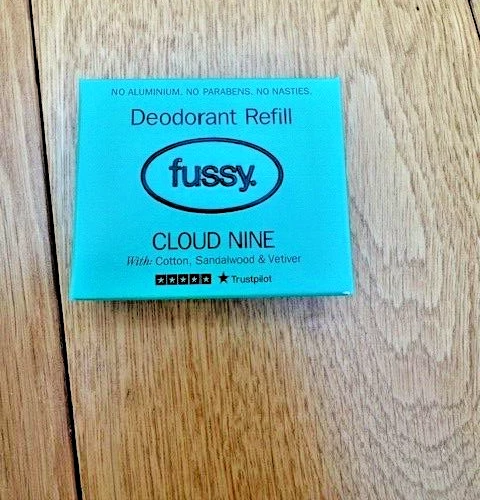 NO ALUMINIUM. NO PARABENS. NO NASTIES.
Deodorant Refill
fussy.
CLOUD NINE
With: Cotton, Sandalwood & Vetiver
Trustpilot